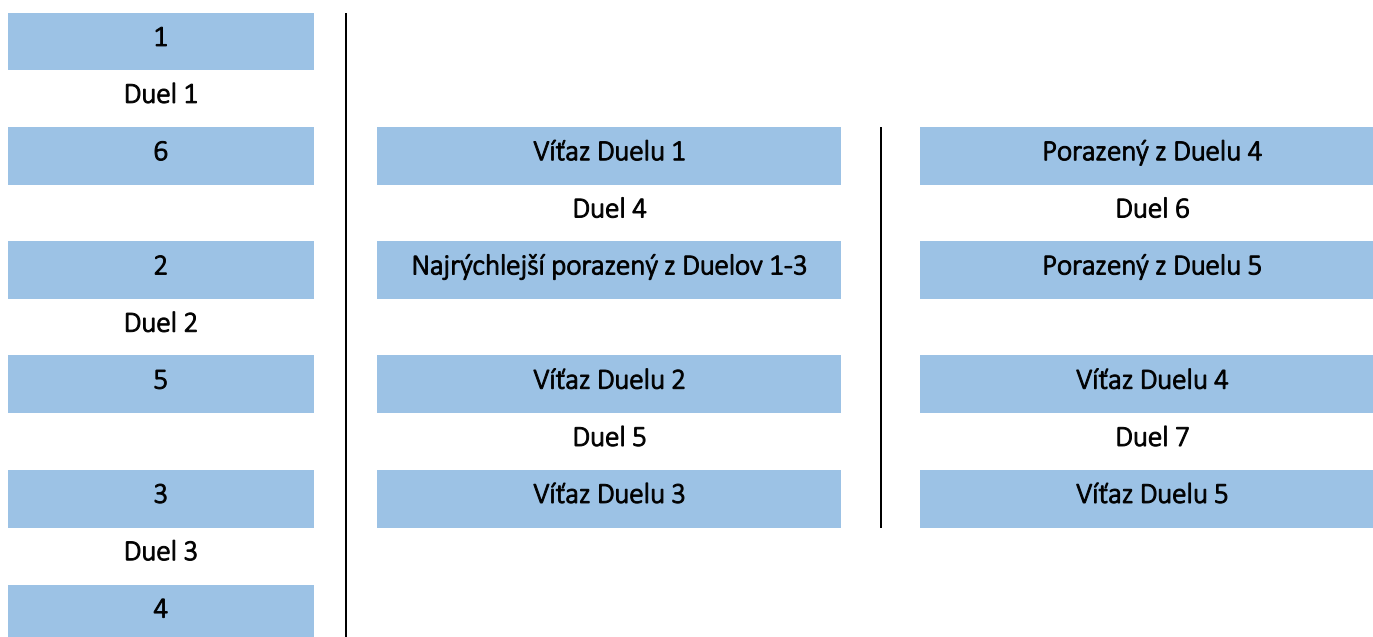 1
Duel 1
6
2
Duel 2
5
3
Duel 3
4
Víťaz Duelu 1
Duel 4
Najrýchlejší porazený z Duelov 1-3
Víťaz Duelu 2
Duel 5
Víťaz Duelu 3
Porazený z Duelu 4
Duel 6
Porazený z Duelu 5
Víťaz Duelu 4
Duel 7
Víťaz Duelu 5